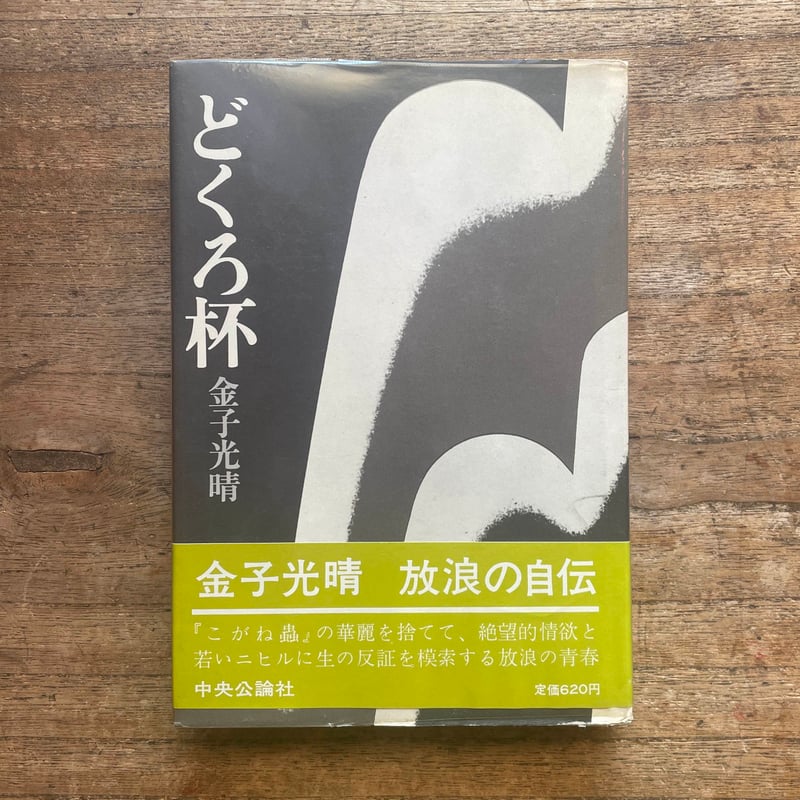 どくろ杯
金子光晴
金子光晴 放浪の自伝
『こがね蟲』の華麗を捨てて、絶望的情欲と
若いニヒルに生の反証を模索する放浪の青春
中央公論社
定価620円